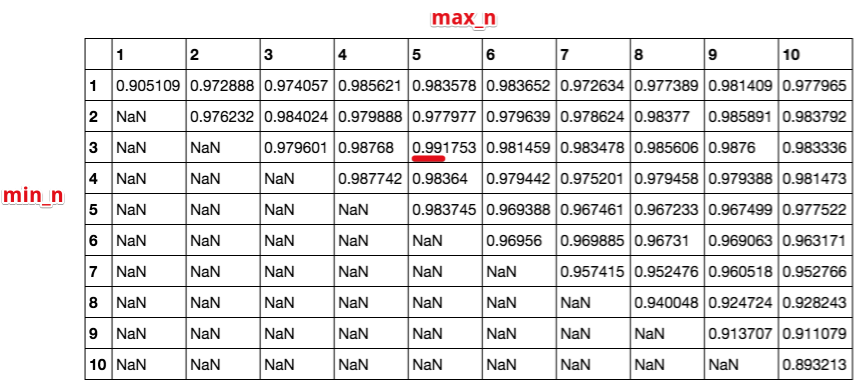 max_n
1 2 3 4 5 6 7 8 9 10
1 0.905109 0.972888 0.974057 0.985621 0.983578 0.983652 0.972634 0.977389 0.981409 0.977965
2 NaN 0.976232 0.984024 0.979888 0.977977 0.979639 0.978624 0.98377 0.985891 0.983792
3 NaN NaN 0.979601 0.98768 0.991753 0.981459 0.983478 0.985606 0.9876 0.983336
4 NaN NaN NaN 0.987742 0.98364 0.979442 0.975201 0.979458 0.979388 0.981473
min_n
5 NaN NaN NaN NaN 0.983745 0.969388 0.967461 0.967233 0.967499 0.977522
6 NaN NaN NaN NaN NaN 0.96956 0.969885 0.96731 0.969063 0.963171
7 NaN NaN NaN NaN NaN NaN 0.957415 0.952476 0.960518 0.952766
8 NaN NaN NaN NaN NaN NaN NaN 0.940048 0.924724 0.928243
9 NaN NaN NaN NaN NaN NaN NaN NaN 0.913707 0.911079
10 NaN NaN NaN NaN NaN NaN NaN NaN NaN 0.893213